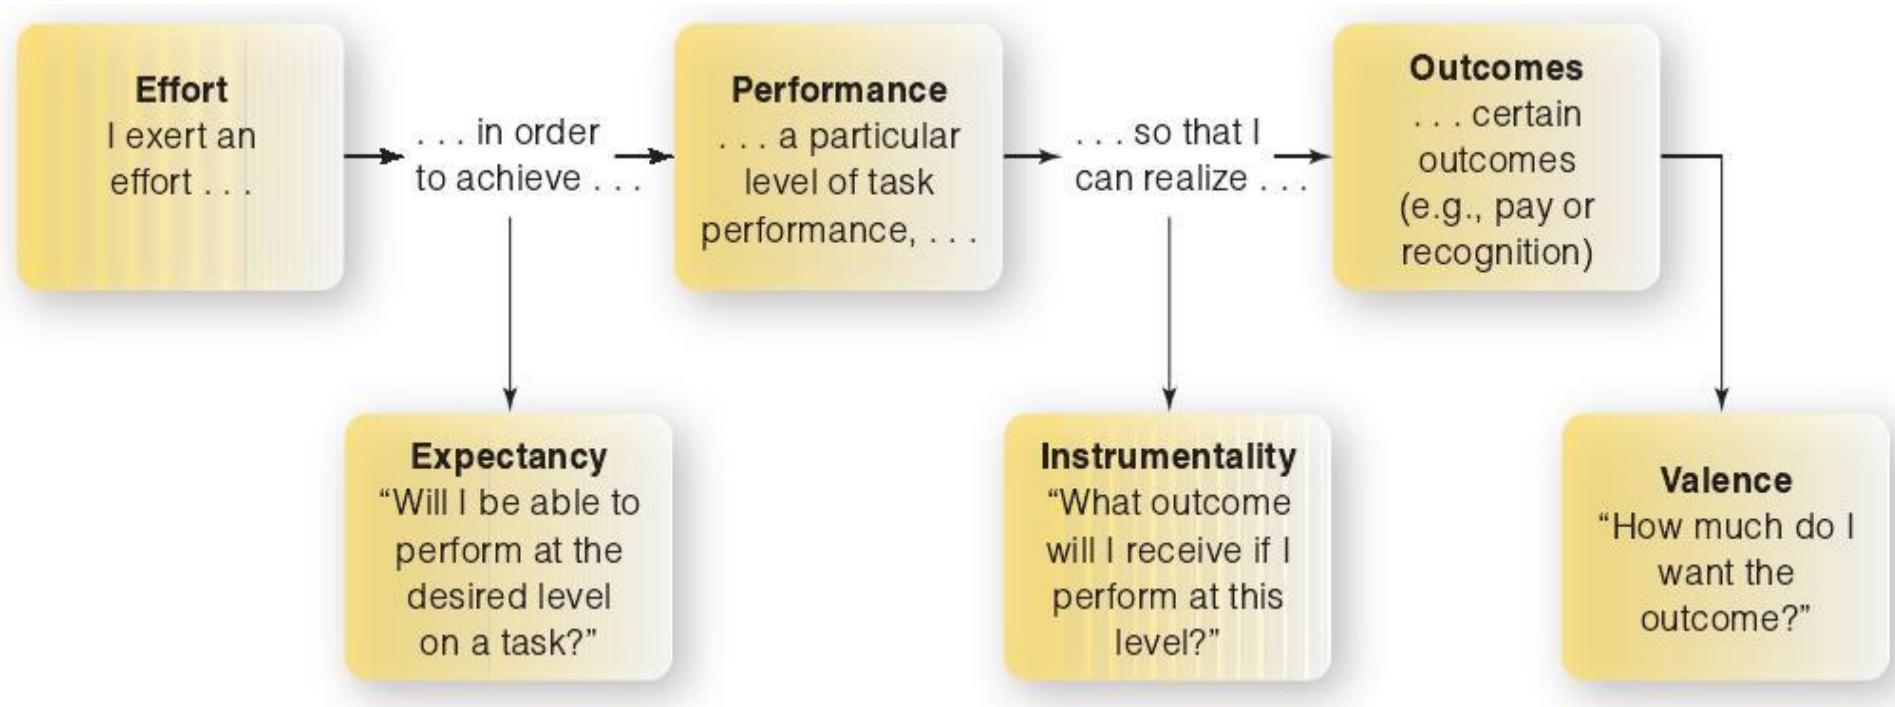 Effort
I exert an
effort . . .
. . . in order
to achieve . . .
Performance
. . . a particular
level of task
performance, . . .
. . . so that I
can realize . . .
Outcomes
. . . certain
outcomes
(e.g., pay or
recognition)
Expectancy
“Will I be able to
perform at the
desired level
on a task?”
Instrumentality
“What outcome
will I receive if I
perform at this
level?”
Valence
“How much do I
want the
outcome?”